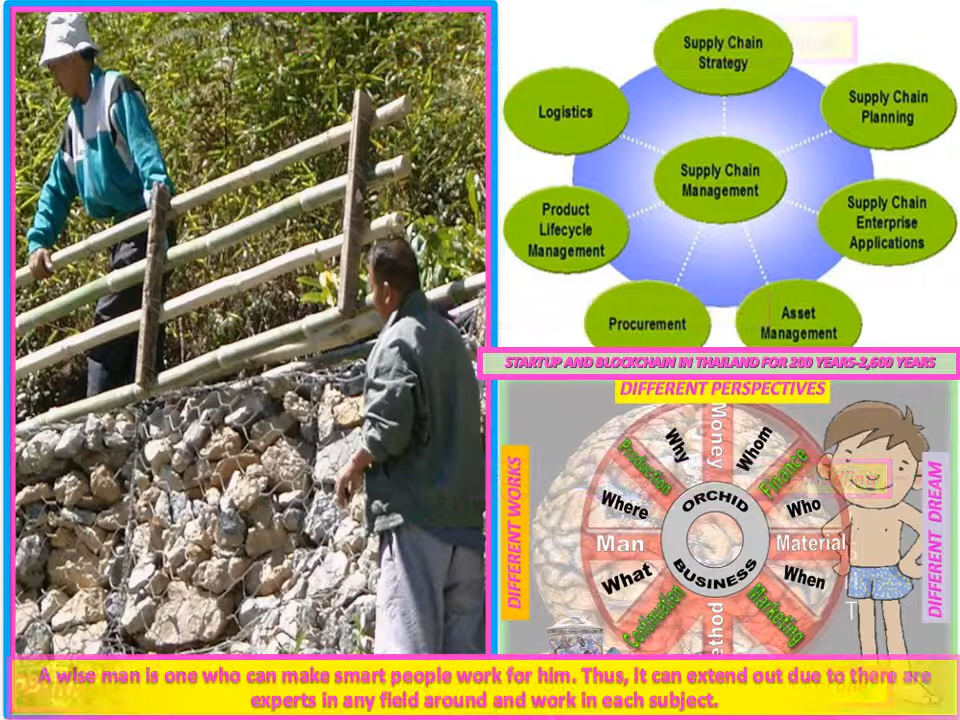 Supply Chain
Strategy
Logistics
Supply Chain
Planning
Supply Chain
Management
Product
Lifecycle
Management
Supply Chain
Enterprise
Applications
Procurement
Asset
Management
STARTUP AND BLOCKCHAIN IN THAILAND FOR 200 YEARS-2,600 YEARS
DIFFERENT PERSPECTIVES
DIFFERENT WORKS
DIFFERENT DREAM
Money
Why
Whom
Production
Finance
Where
Who
ORCHID
BUSINESS
Man
Material
What
When
Marketing
ethod
A wise man is one who can make smart people work for him. Thus, it can extend out due to there are
experts in any field around and work in each subject.